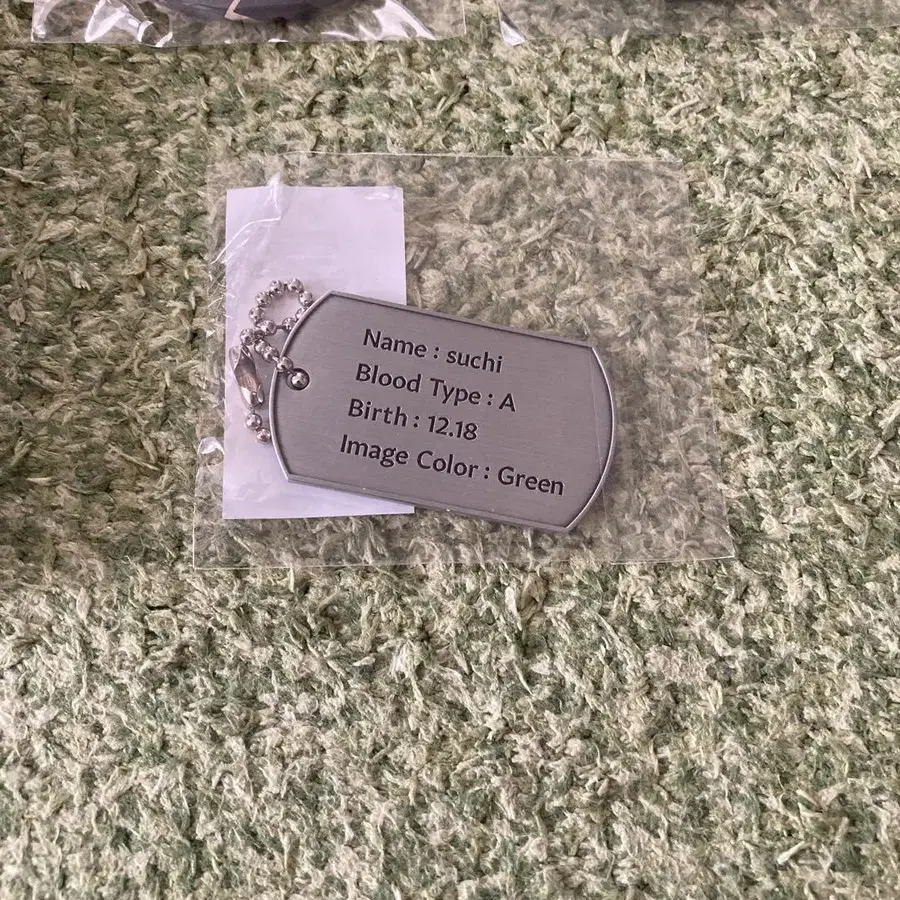 Name : suchi
Blood Type : A
Birth : 12.18
Image Color : Green